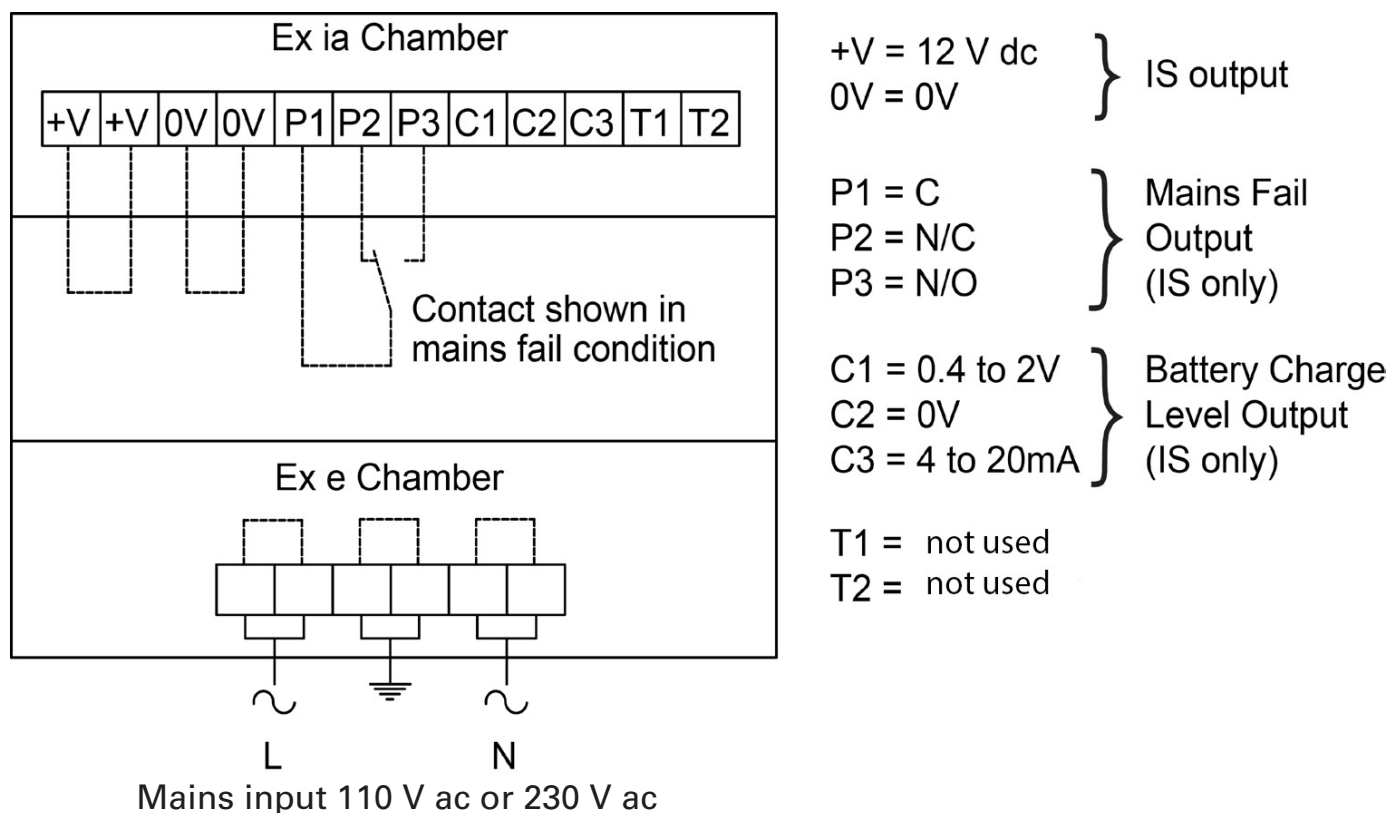 Ex ia Chamber
+V +V 0V 0V P1 P2 P3 C1 C2 C3 T1 T2
Contact shown in
mains fail condition
Ex e Chamber
L N
Mains input 110 V ac or 230 V ac
+V = 12 V dc
0V = 0V
IS output
P1 = C
P2 = N/C
P3 = N/O
Mains Fail
Output
(IS only)
C1 = 0.4 to 2V
C2 = 0V
C3 = 4 to 20mA
Battery Charge
Level Output
(IS only)
T1 = not used
T2 = not used